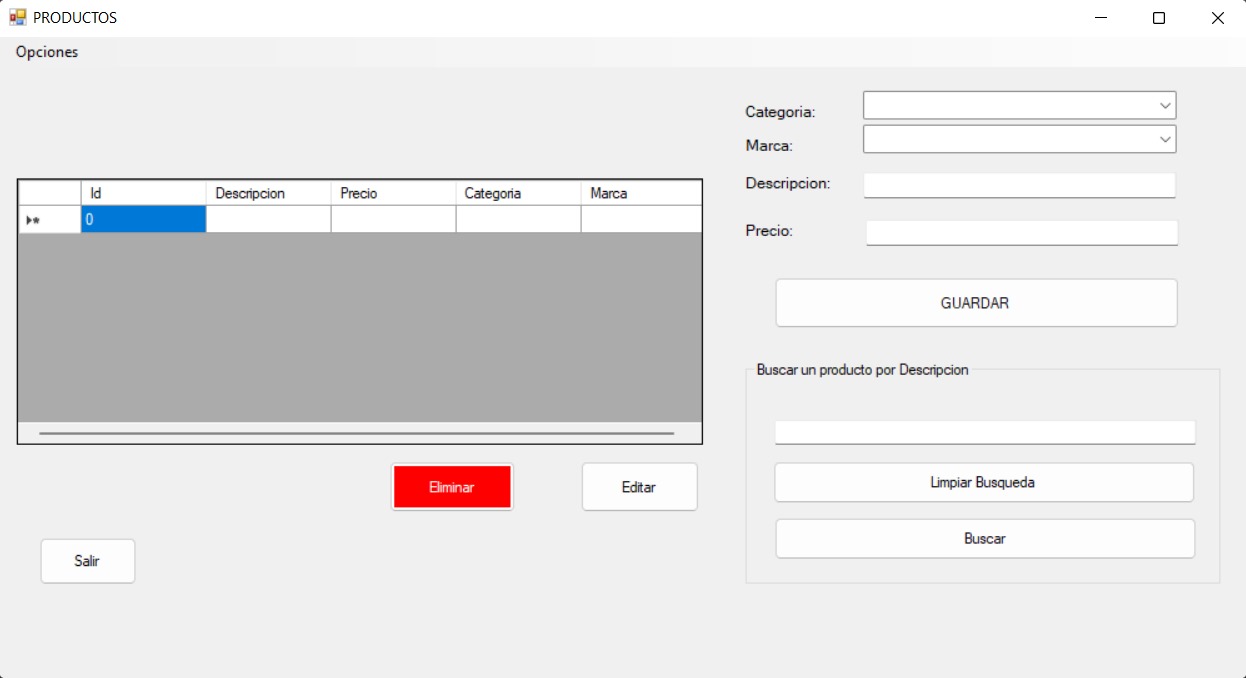 PRODUCTOS
Opciones
Categoria:
Marca:
Descripcion:
Precio:
GUARDAR
Id Descripcion Precio Categoria Marca
0
Buscar un producto por Descripcion
Limpiar Busqueda
Buscar
Eliminar Editar
Salir